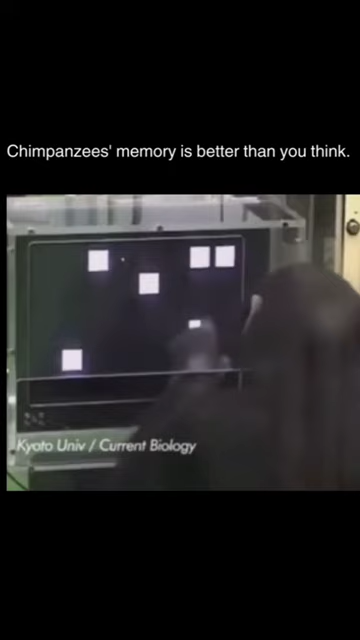 Chimpanzees' memory is better than you think.
Kyoto Univ / Current Biology